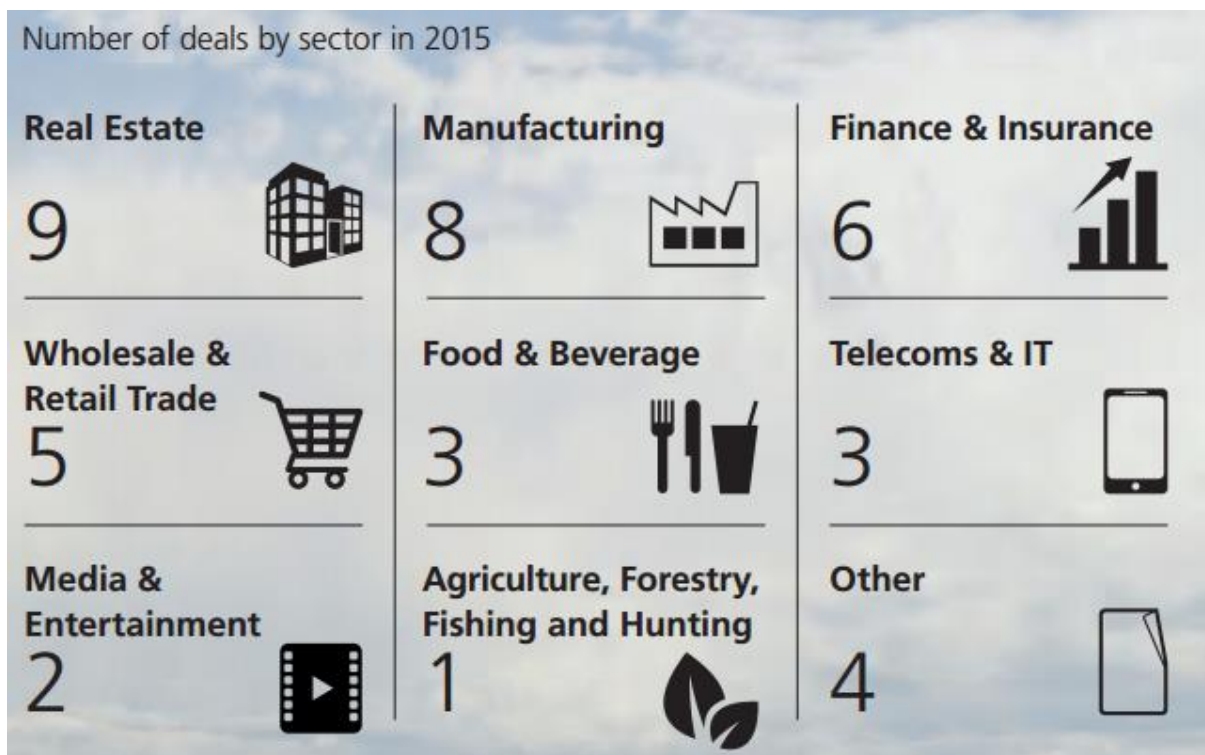 Number of deals by sector in 2015
Real Estate
9
Manufacturing
8
Finance & Insurance
6
Wholesale &
Retail Trade
5
Food & Beverage
3
Telecoms & IT
3
Media &
Entertainment
2
Agriculture, Forestry,
Fishing and Hunting
1
Other
4